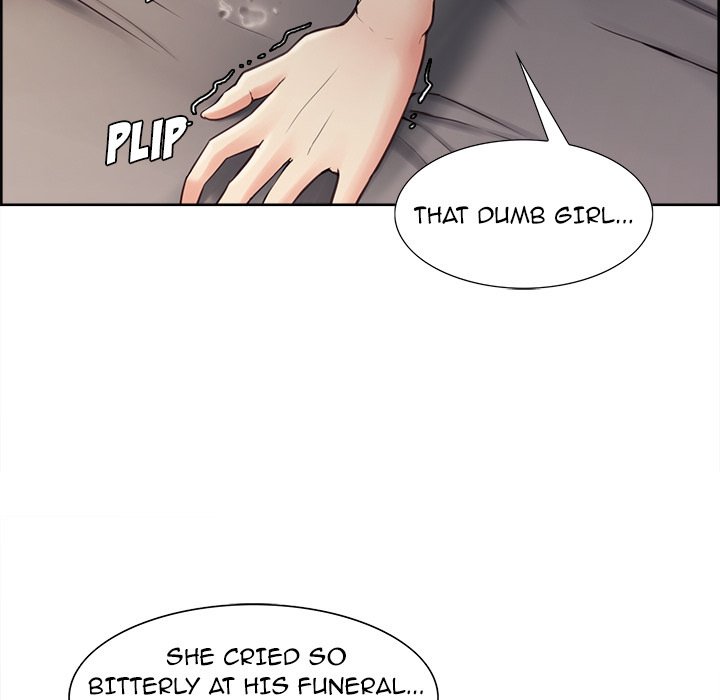 PLIP
THAT DUMB GIRL...
SHE CRIED SO
BITTERLY AT HIS FUNERAL...